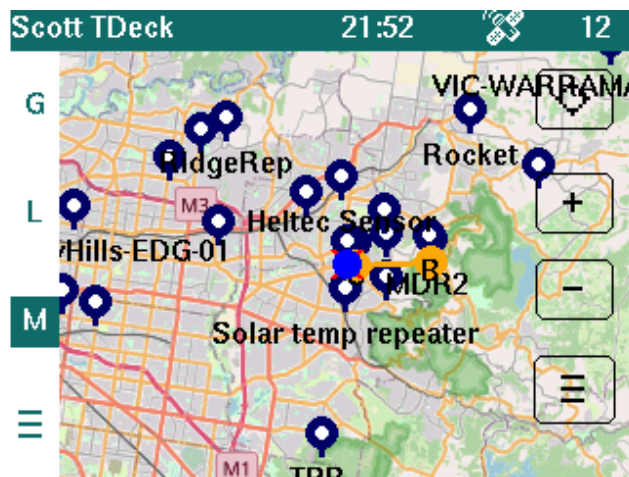 Scott TDeck 21:52 12
G
VIC-WARRAMA
RidgeRep
Rocket
M3
+
L
Heltec Sensor
yHills-EDG-01
R
MDR2
−
M
Solar temp repeater
M1